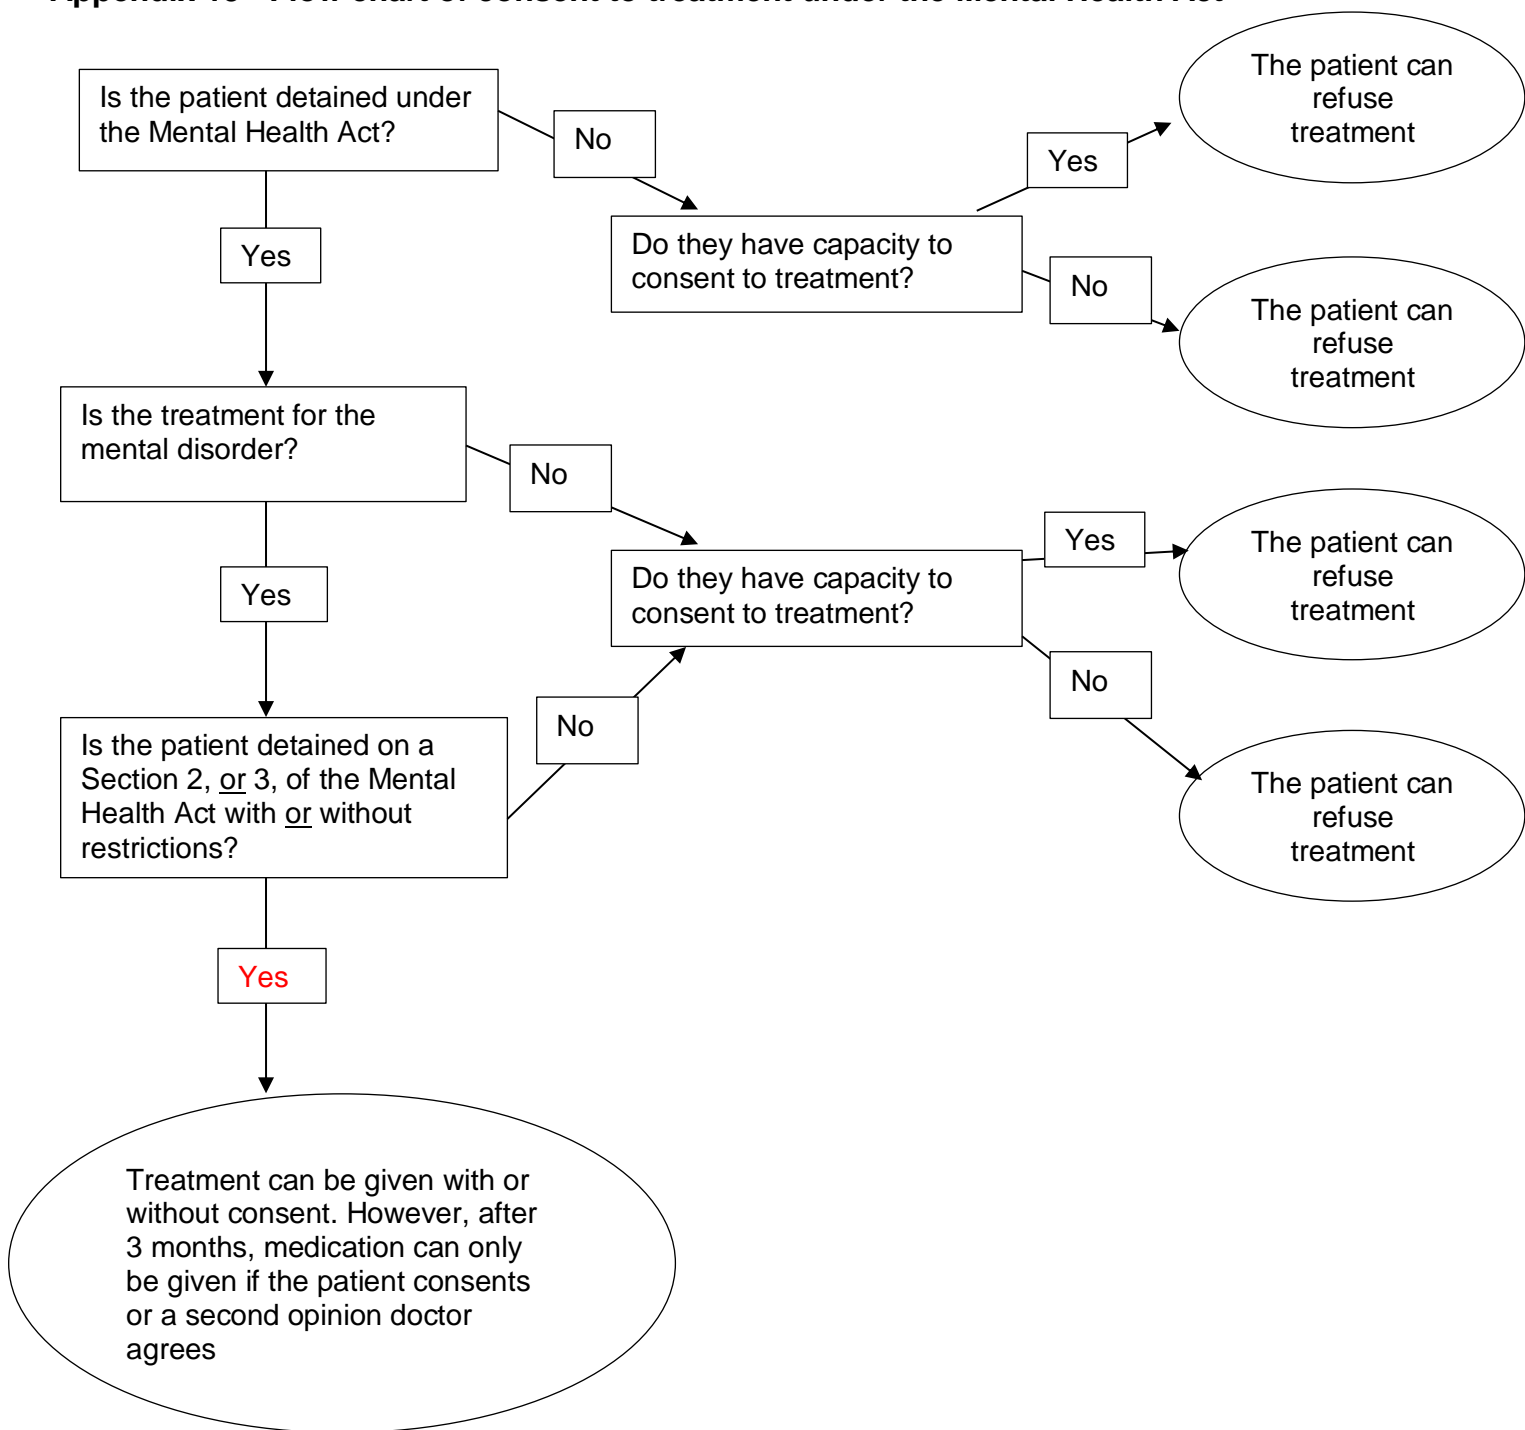 Is the patient detained under
the Mental Health Act?
No
Yes
The patient can
refuse
treatment
Yes
Do they have capacity to
consent to treatment?
No
The patient can
refuse
treatment
Is the treatment for the
mental disorder?
No
Yes
Do they have capacity to
consent to treatment?
Yes
The patient can
refuse
treatment
No
Is the patient detained on a
Section 2, or 3, of the Mental
Health Act with or without
restrictions?
No
The patient can
refuse
treatment
Yes
Treatment can be given with or
without consent. However, after
3 months, medication can only
be given if the patient consents
or a second opinion doctor
agrees